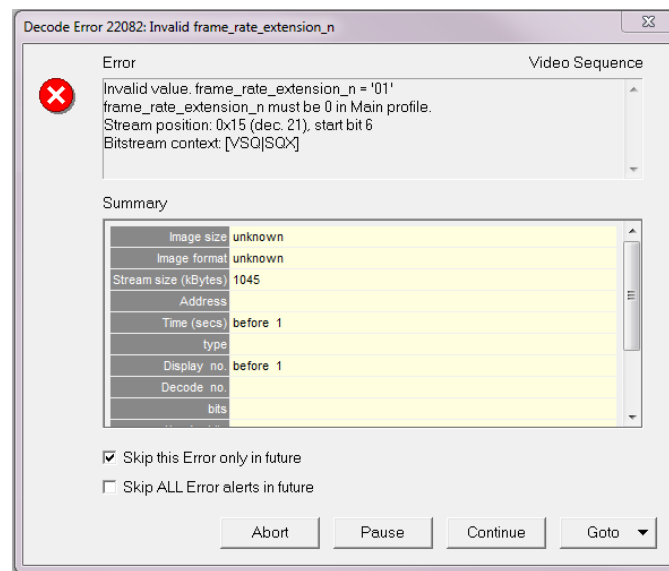 Decode Error 22082: Invalid frame_rate_extension_n
Error
Video Sequence
Invalid value. frame_rate_extension_n = '01'
frame_rate_extension_n must be 0 in Main profile.
Stream position: 0x15 (dec. 21), start bit 6
Bitstream context: [VSQ|SQX]
Summary
Image size unknown
Image format unknown
Stream size (kBytes) 1045
Address
Time (secs) before 1
type
Display no. before 1
Decode no.
bits
Skip this Error only in future
Skip ALL Error alerts in future
Abort
Pause
Continue
Goto